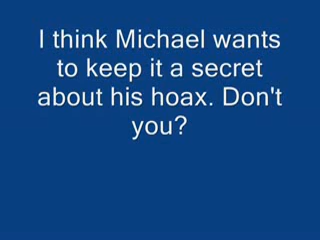 I think Michael wants
to keep it a secret
about his hoax. Don't
you?